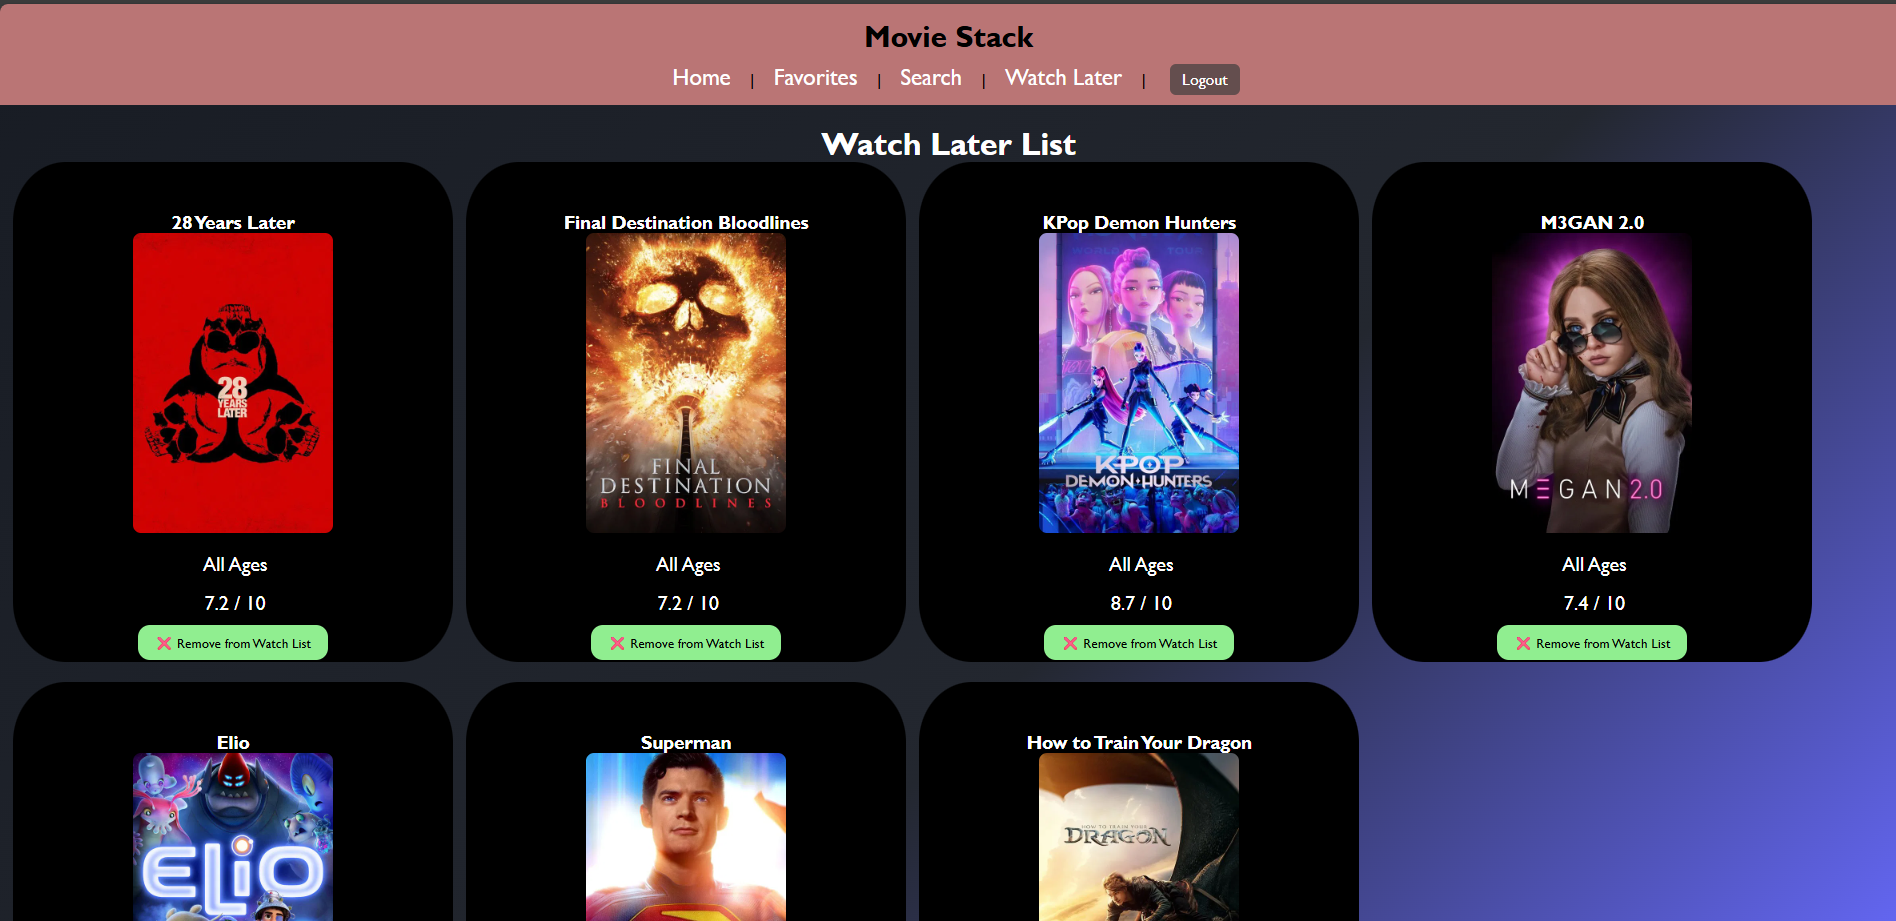 Movie Stack
Home | Favorites | Search | Watch Later | Logout
Watch Later List
28 Years Later
28
YEARS
LATER
All Ages
7.2 / 10
❌ Remove from Watch List
Final Destination Bloodlines
FINAL
DESTINATION
BLOODLINES
All Ages
7.2 / 10
❌ Remove from Watch List
KPop Demon Hunters
WORLD TOUR
KPOP
DEMON HUNTERS
All Ages
8.7 / 10
❌ Remove from Watch List
M3GAN 2.0
M3GAN 2.0
All Ages
7.4 / 10
❌ Remove from Watch List
Elio
ELIO
Superman
How to Train Your Dragon
HOW TO TRAIN YOUR
DRAGON